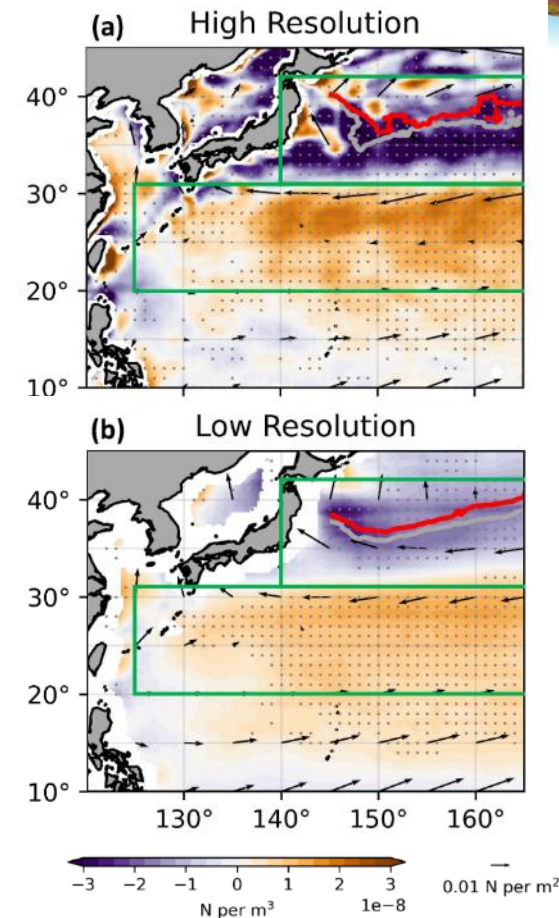 (a) High Resolution
40°
30°
20°
10°
(b) Low Resolution
40°
30°
20°
10°
130° 140° 150° 160°
−3 −2 −1 0 1 2 3
N per m³ 1e-8
0.01 N per m²